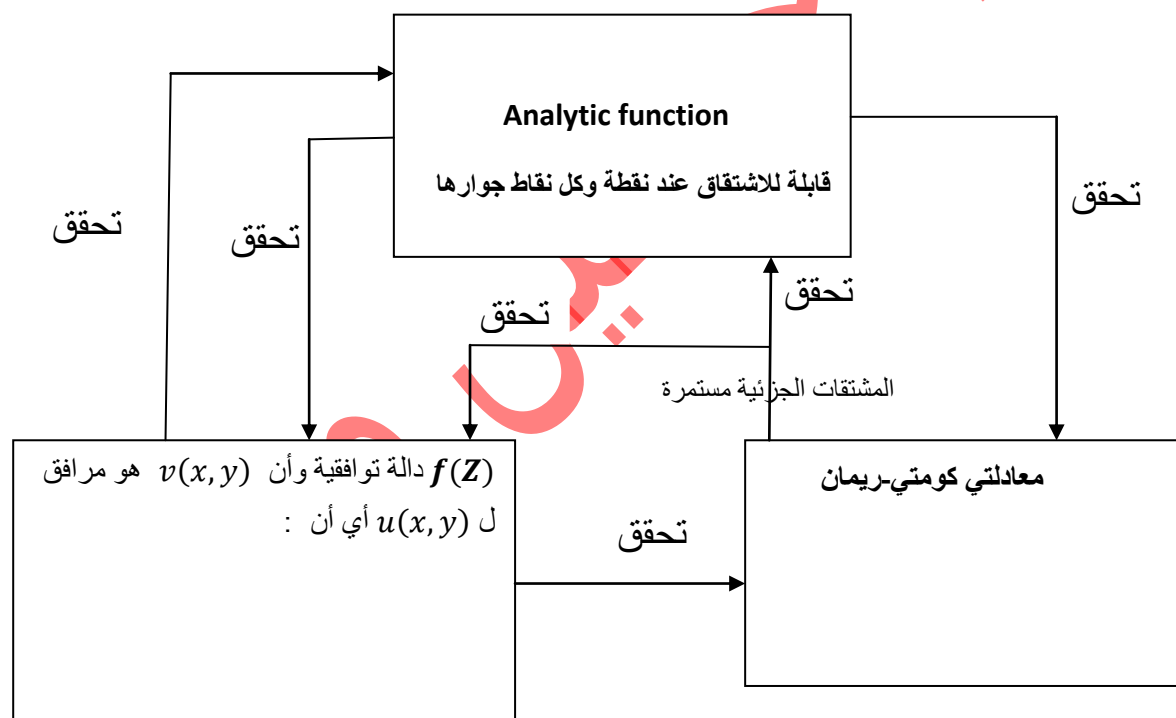 Analytic function
قابلة للاشتقاق عند نقطة وكل نقاط جوارها
تحقق
تحقق
تحقق
تحقق
تحقق
المشتقات الجزئية مستمرة
f(Z) دالة توافقية وأن v(x, y) هو مرافق
ل u(x, y) أي أن :
تحقق
معادلتي كومتي-ريمان